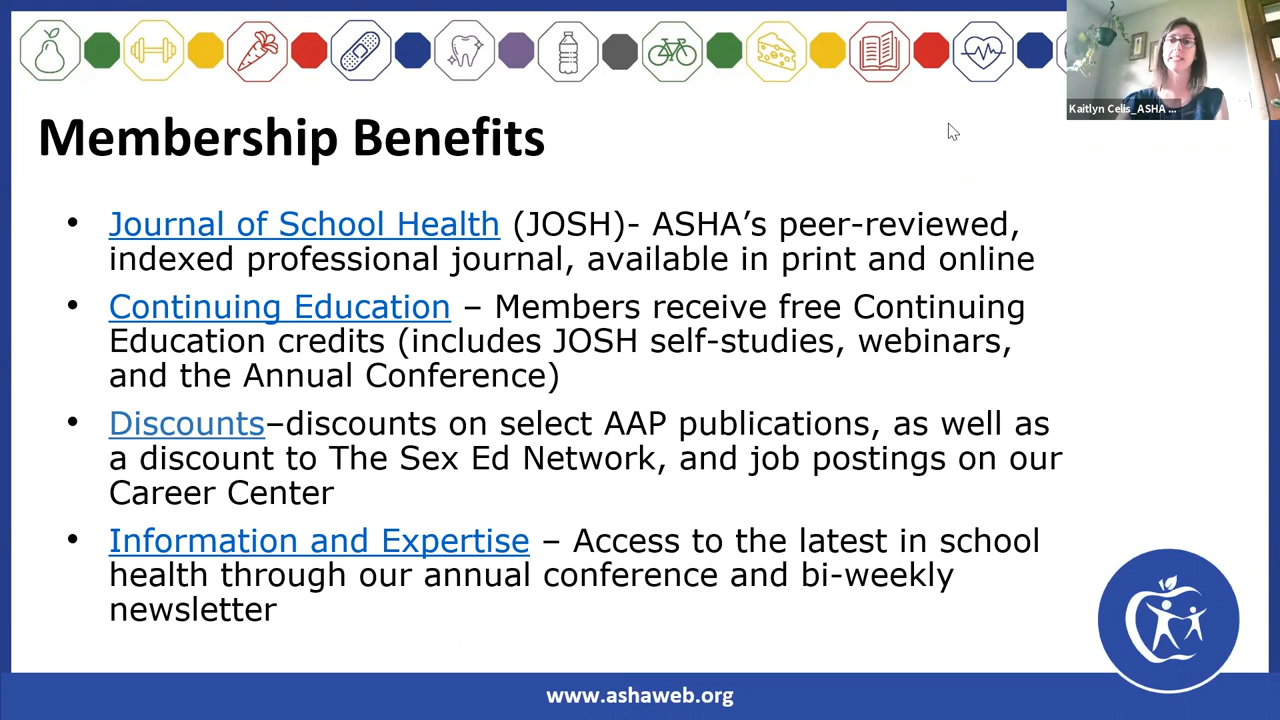 Kaitlyn Celis_ASHA ...
Membership Benefits
• Journal of School Health (JOSH)- ASHA’s peer-reviewed,
indexed professional journal, available in print and online
• Continuing Education – Members receive free Continuing
Education credits (includes JOSH self-studies, webinars,
and the Annual Conference)
• Discounts–discounts on select AAP publications, as well as
a discount to The Sex Ed Network, and job postings on our
Career Center
• Information and Expertise – Access to the latest in school
health through our annual conference and bi-weekly
newsletter
www.ashaweb.org